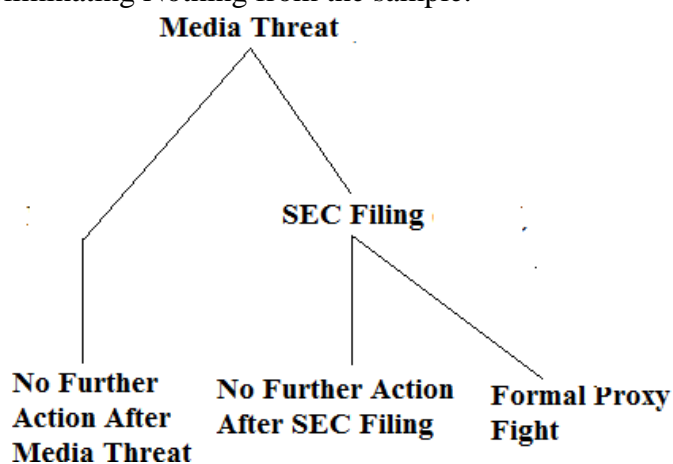 Nothing from the sample.
Media Threat
SEC Filing
No Further
Action After
Media Threat
No Further Action
After SEC Filing
Formal Proxy
Fight